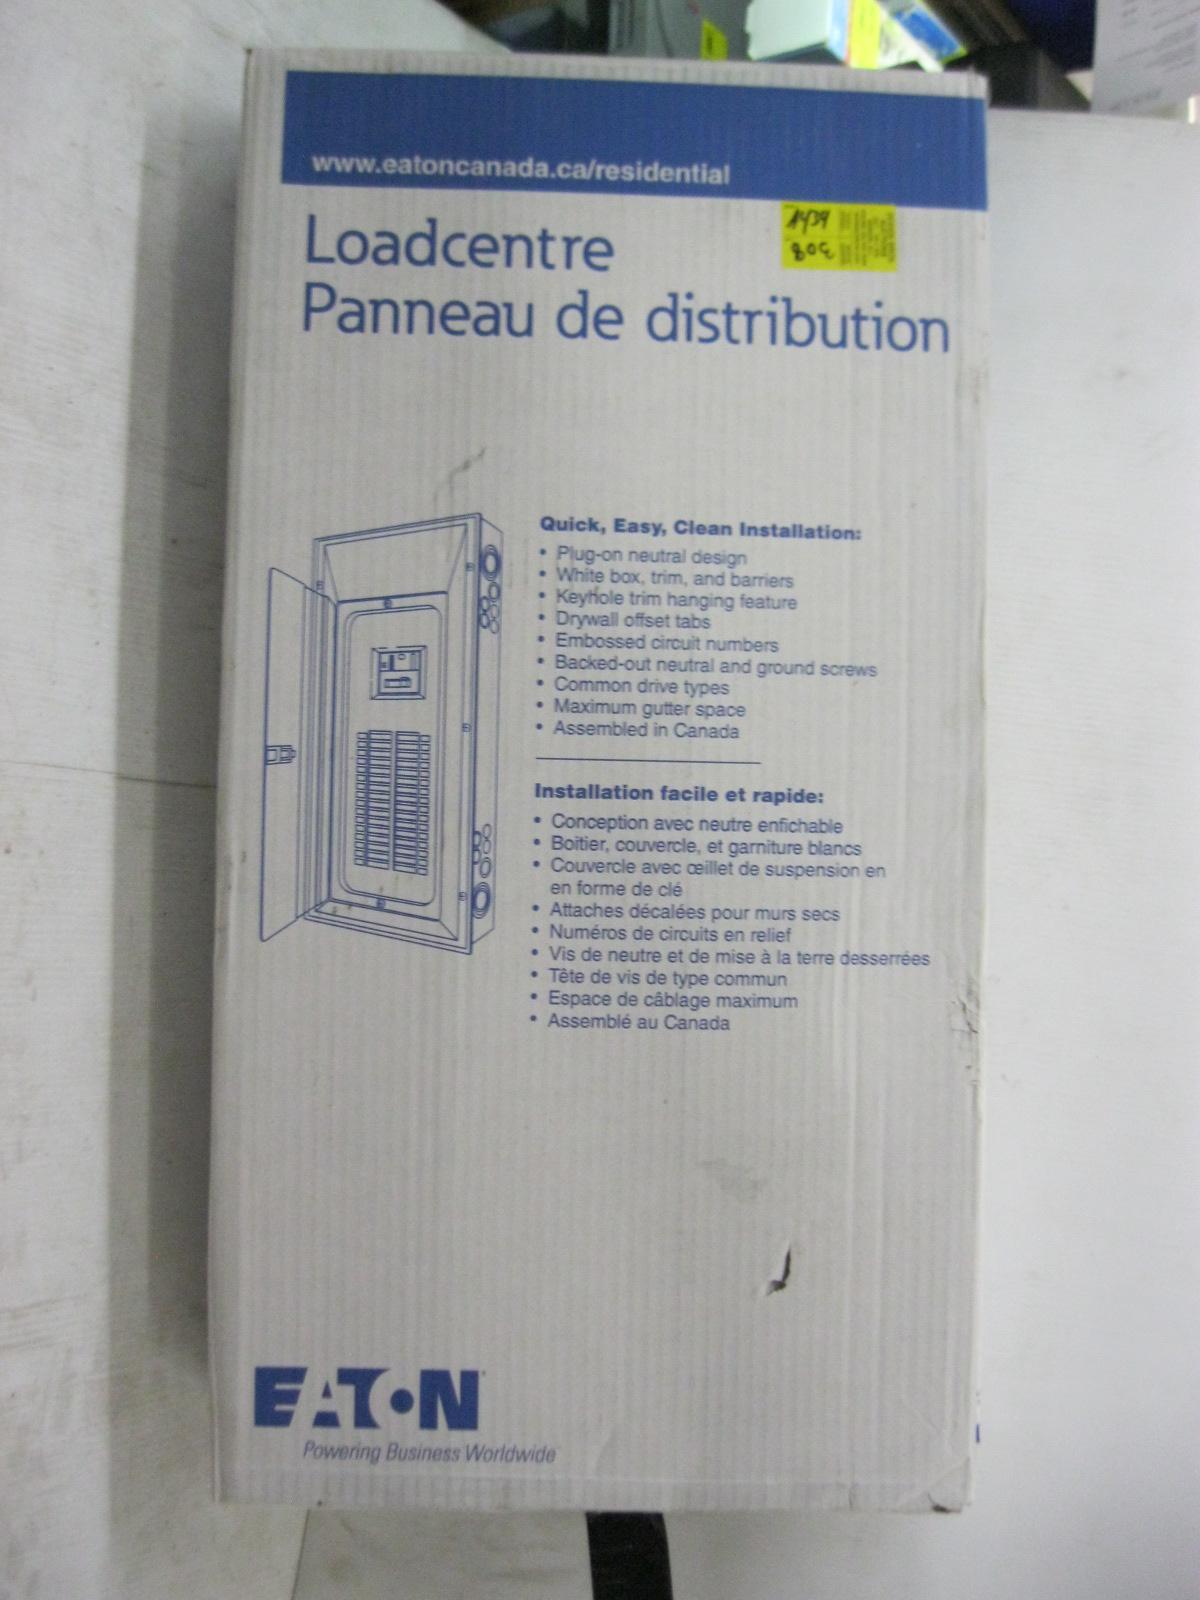 www.eatoncanada.ca/residential
Loadcentre
Panneau de distribution
Quick, Easy, Clean Installation:
• Plug-on neutral design
• White box, trim, and barriers
• Keyhole trim hanging feature
• Drywall offset tabs
• Embossed circuit numbers
• Backed-out neutral and ground screws
• Common drive types
• Maximum gutter space
• Assembled in Canada
Installation facile et rapide:
• Conception avec neutre enfichable
• Boîtier, couvercle, et garniture blancs
• Couvercle avec œillet de suspension en
en forme de clé
• Attaches décalées pour murs secs
• Numéros de circuits en relief
• Vis de neutre et de mise à la terre desserrées
• Tête de vis de type commun
• Espace de câblage maximum
• Assemblé au Canada
EATON
Powering Business Worldwide